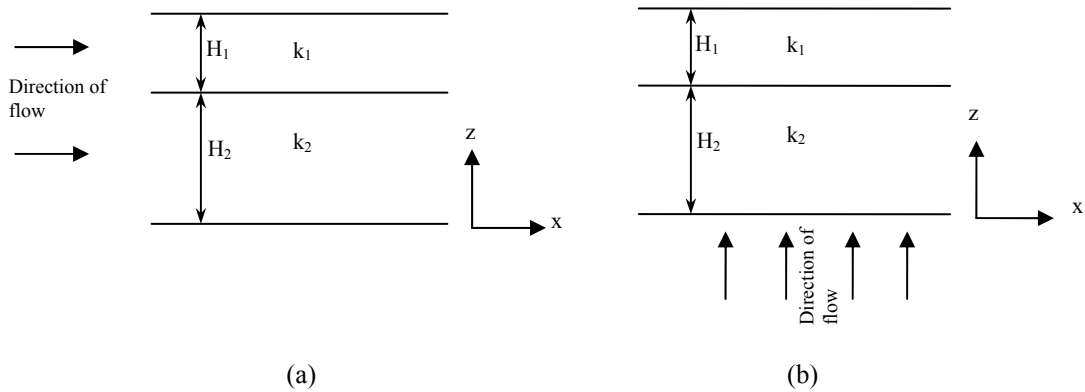 H₁
k₁
Direction of
flow
H₂
k₂
z
x
(a)
H₁
k₁
H₂
k₂
z
x
Direction of
flow
(b)